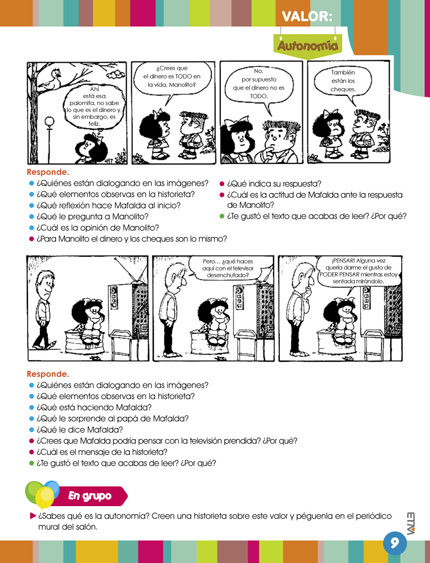 VALOR:
Autonomía
Ahí
está esa
palomita, no sabe
lo que es el dinero y
sin embargo, es
feliz.
¿Crees que
el dinero es TODO en
la vida, Manolito?
No,
por supuesto
que el dinero no es
TODO.
También
están los
cheques.
Responde.
¿Quiénes están dialogando en las imágenes?
¿Qué elementos observas en la historieta?
¿Qué reflexión hace Mafalda al inicio?
¿Qué le pregunta a Manolito?
¿Cuál es la opinión de Manolito?
¿Para Manolito el dinero y los cheques son lo mismo?
¿Qué indica su respuesta?
¿Cuál es la actitud de Mafalda ante la respuesta
de Manolito?
¿Te gustó el texto que acabas de leer? ¿Por qué?
Pero... ¿qué haces
aquí con el televisor
desenchufado?
¡PENSAR! Alguna vez
quería darme el gusto de
PODER PENSAR mientras estoy
sentada mirándolo.
Responde.
¿Quiénes están dialogando en las imágenes?
¿Qué elementos observas en la historieta?
¿Qué está haciendo Mafalda?
¿Qué le sorprende al papá de Mafalda?
¿Qué le dice Mafalda?
¿Crees que Mafalda podría pensar con la televisión prendida? ¿Por qué?
¿Cuál es el mensaje de la historieta?
¿Te gustó el texto que acabas de leer? ¿Por qué?
En grupo
¿Sabes qué es la autonomía? Creen una historieta sobre este valor y péguenla en el periódico
mural del salón.
ETM
9